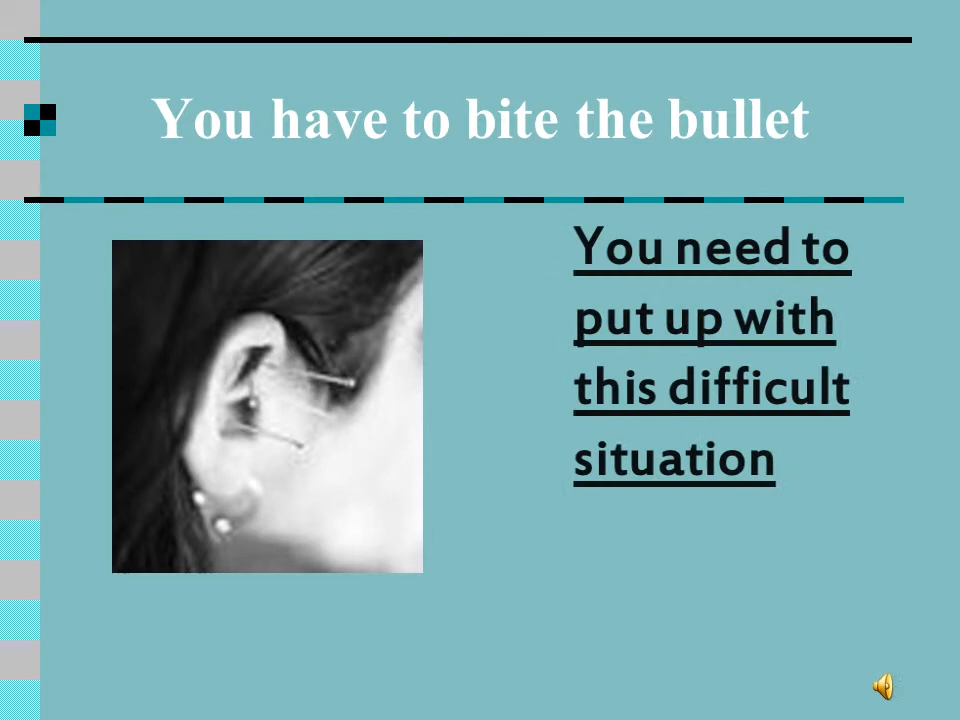 You have to bite the bullet
You need to
put up with
this difficult
situation